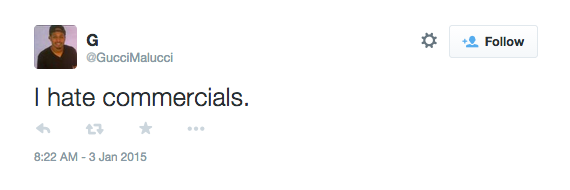 G
@GucciMalucci
Follow
I hate commercials.
8:22 AM - 3 Jan 2015